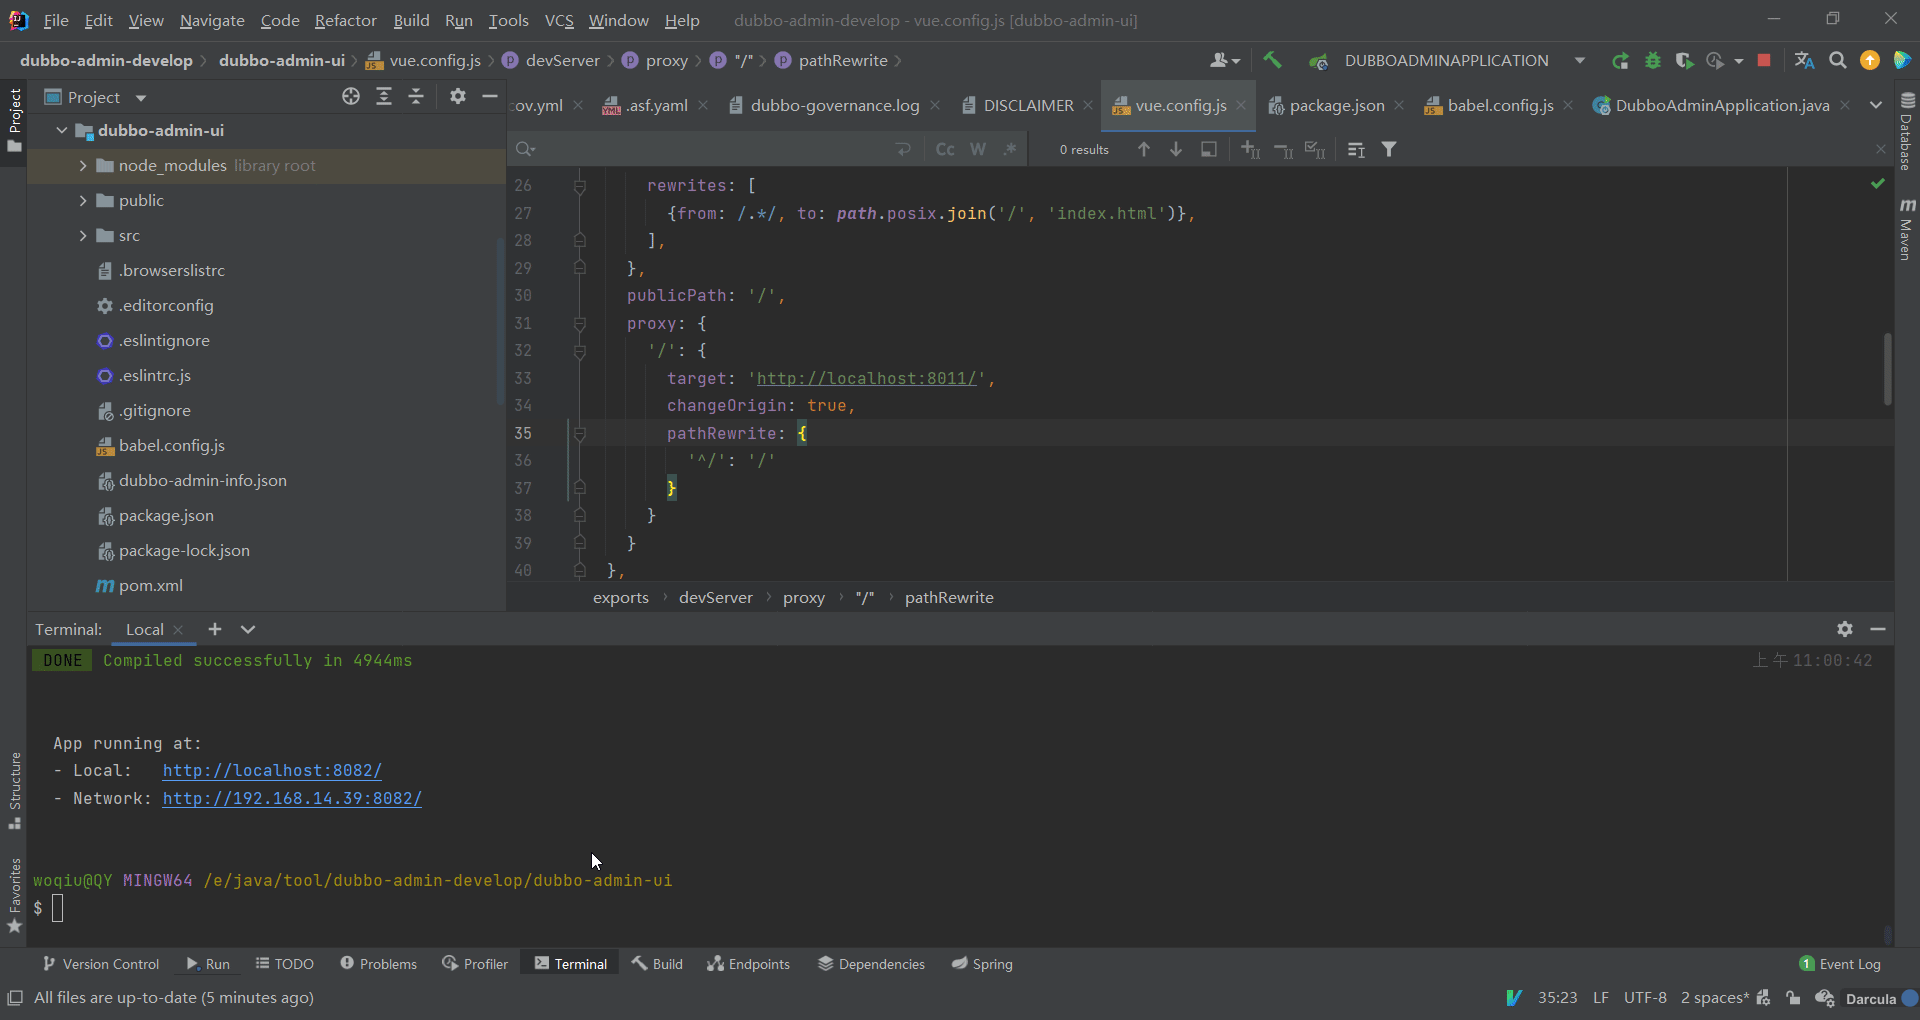 File Edit View Navigate Code Refactor Build Run Tools VCS Window Help dubbo-admin-develop - vue.config.js [dubbo-admin-ui]
dubbo-admin-develop dubbo-admin-ui vue.config.js devServer proxy "/" pathRewrite DUBBOADMINAPPLICATION
Project
Project
cov.yml .asf.yaml dubbo-governance.log DISCLAIMER vue.config.js package.json babel.config.js DubboAdminApplication.java
Database
Maven
Cc W .* 0 results
dubbo-admin-ui
node_modules library root
public
src
.browserslistrc
.editorconfig
.eslintignore
.eslintrc.js
.gitignore
babel.config.js
dubbo-admin-info.json
package.json
package-lock.json
pom.xml
26 rewrites: [
27 {from: /.*/, to: path.posix.join('/', 'index.html')},
28 ],
29 },
30 publicPath: '/',
31 proxy: {
32 '/': {
33 target: 'http://localhost:8011/',
34 changeOrigin: true,
35 pathRewrite: {
36 '^/': '/'
37 }
38 }
39 }
40 },
exports devServer proxy "/" pathRewrite
Terminal: Local
DONE Compiled successfully in 4944ms 上午11:00:42
App running at:
- Local: http://localhost:8082/
- Network: http://192.168.14.39:8082/
woqiu@QY MINGW64 /e/java/tool/dubbo-admin-develop/dubbo-admin-ui
$
Structure
Favorites
Version Control Run TODO Problems Profiler Terminal Build Endpoints Dependencies Spring 1 Event Log
All files are up-to-date (5 minutes ago) 35:23 LF UTF-8 2 spaces* Darcula